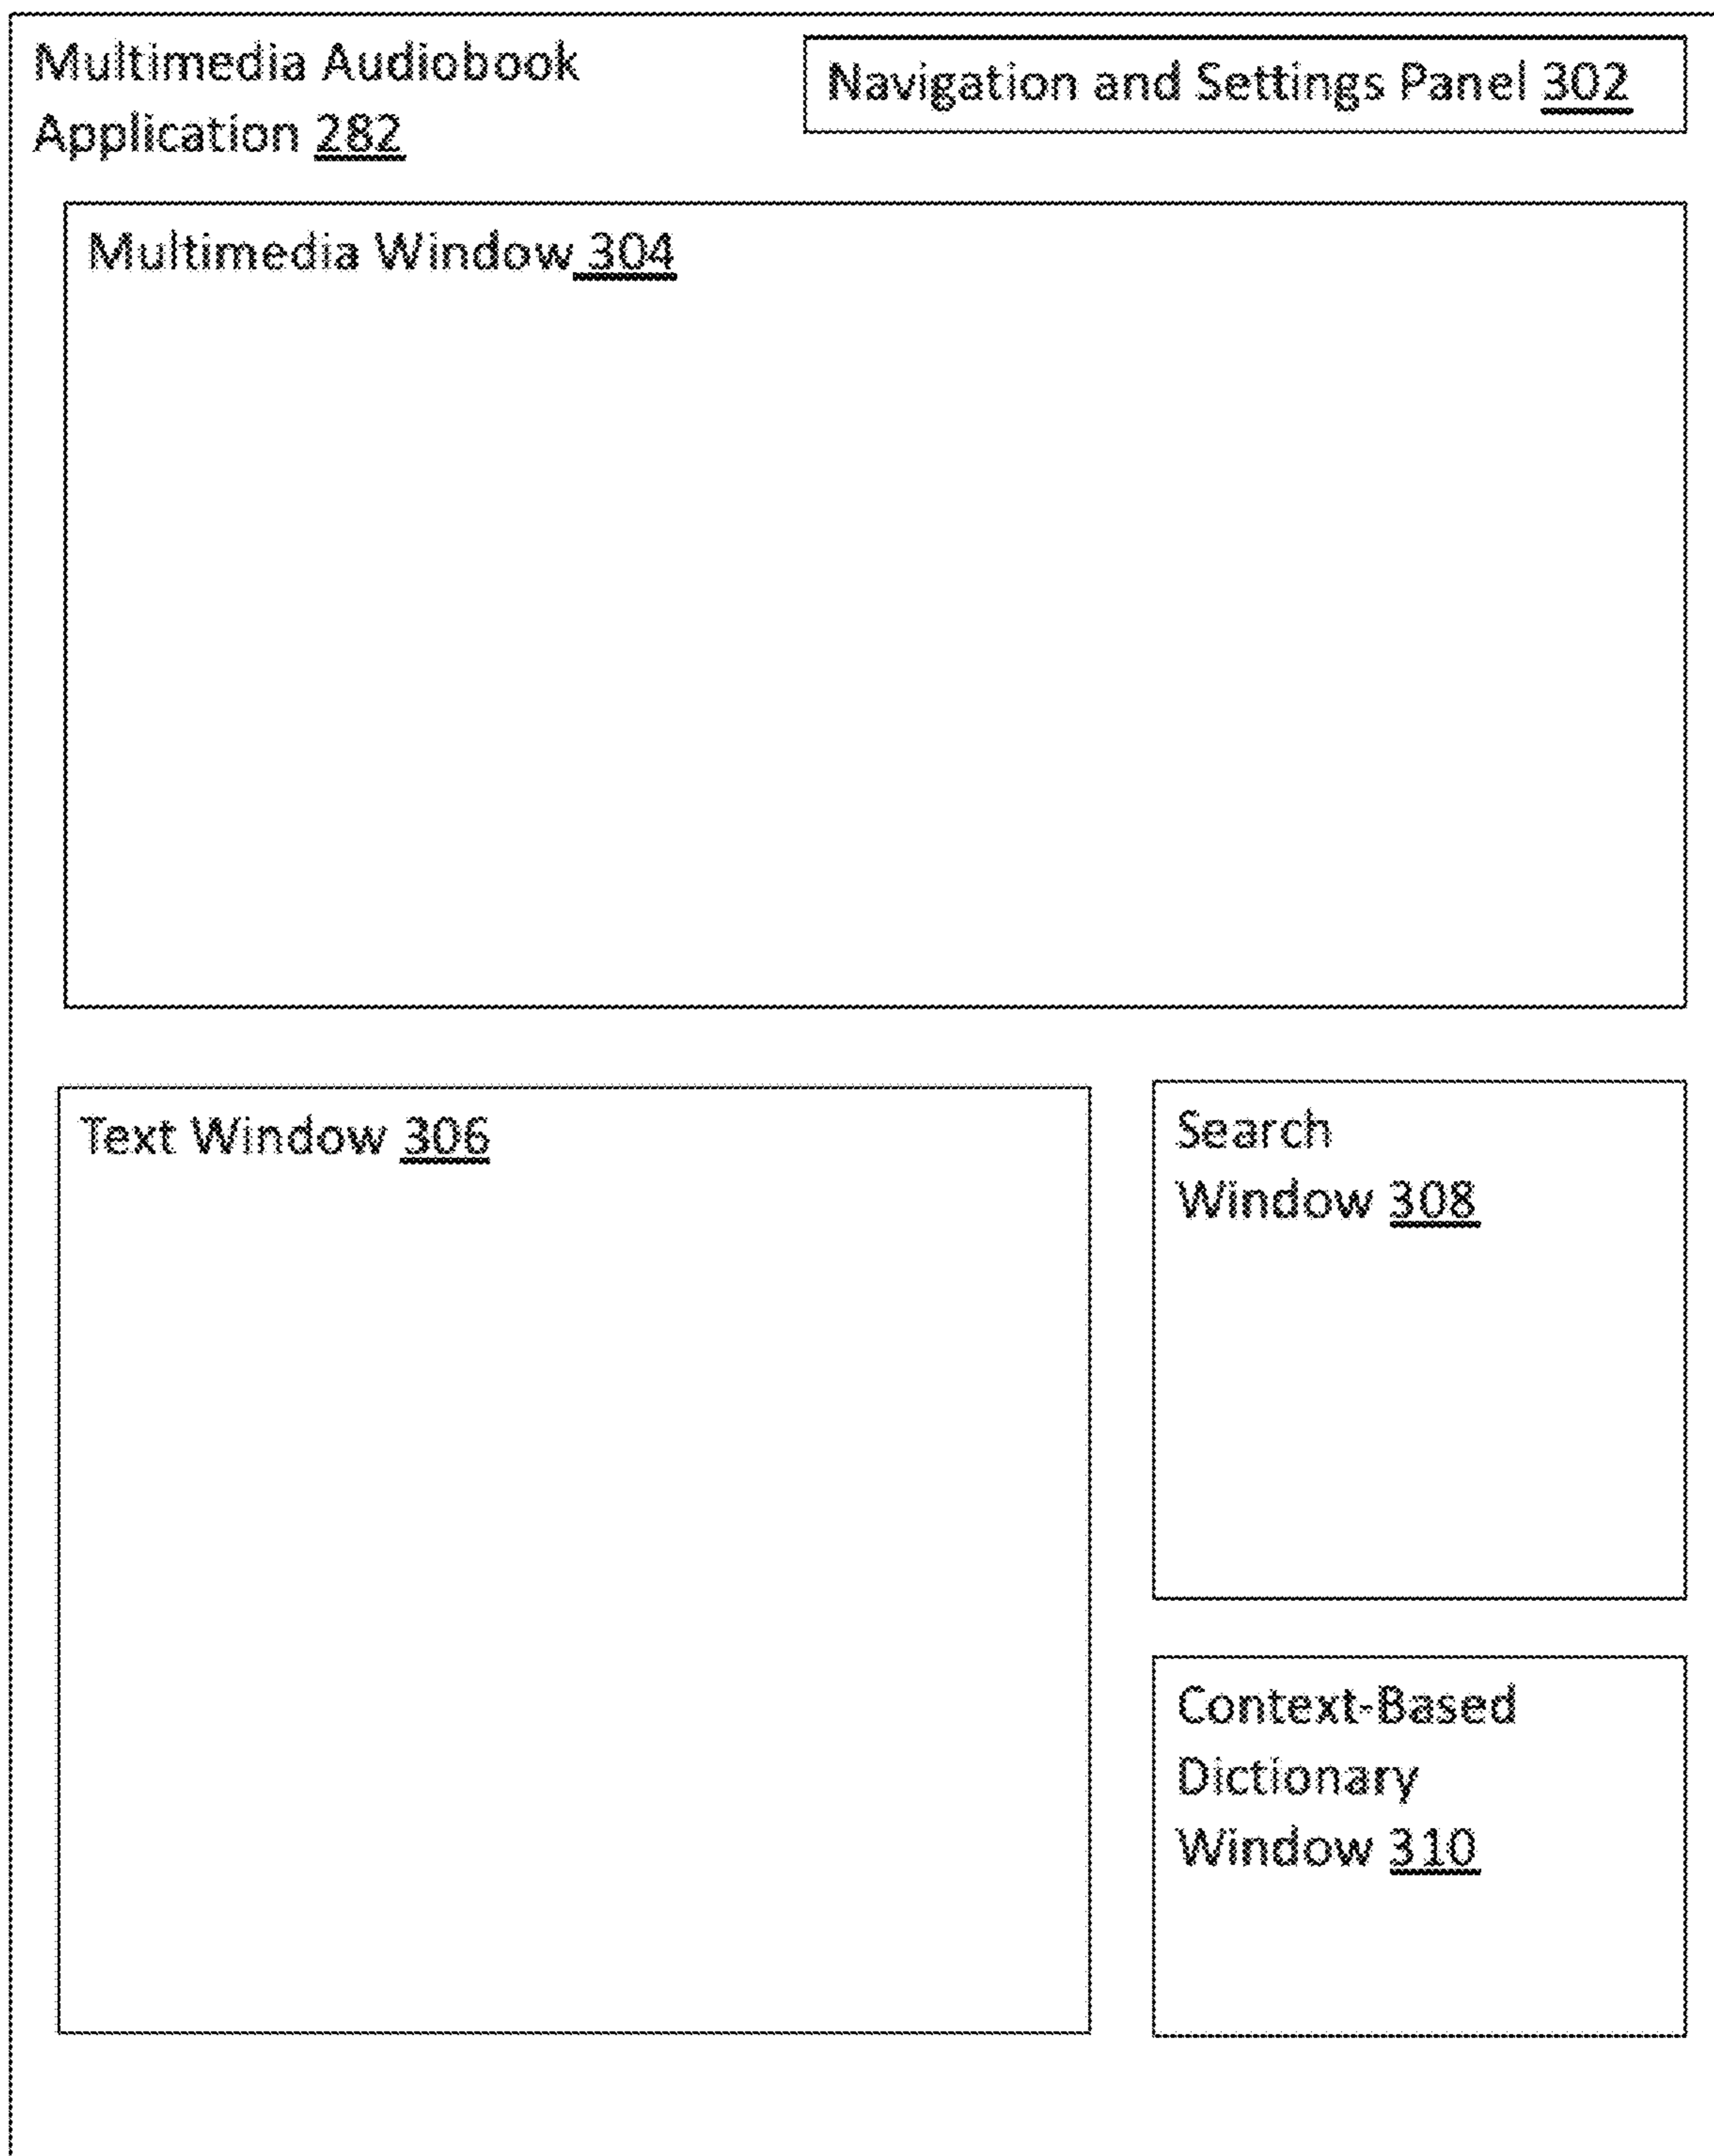 Multimedia Audiobook
Application 282
Navigation and Settings Panel 302
Multimedia Window 304
Text Window 306
Search
Window 308
Context-Based
Dictionary
Window 310